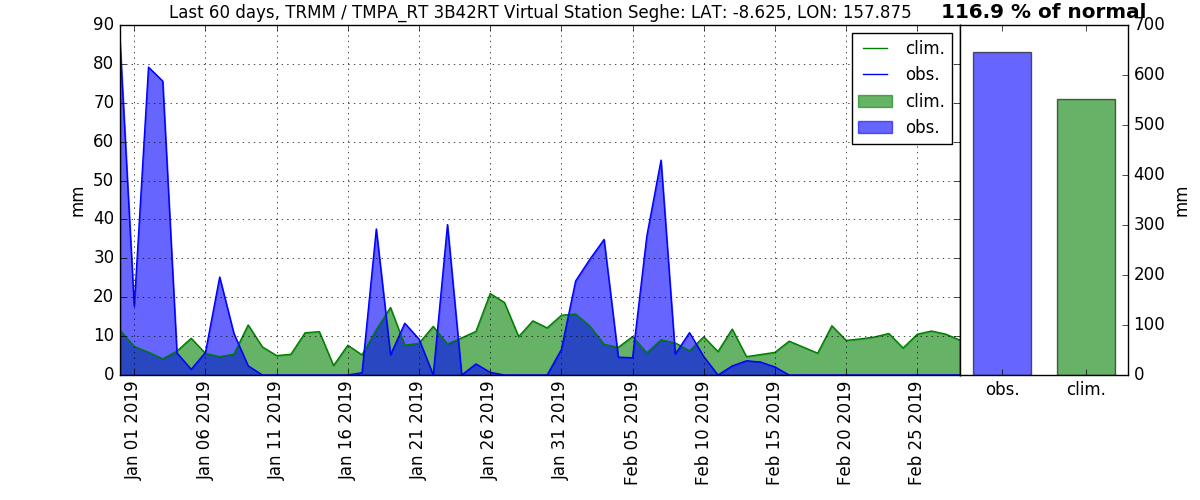 Last 60 days, TRMM / TMPA_RT 3B42RT Virtual Station Seghe: LAT: -8.625, LON: 157.875
116.9 % of normal
90
80
70
60
50
40
30
20
10
0
mm
clim.
obs.
clim.
obs.
Jan 01 2019
Jan 06 2019
Jan 11 2019
Jan 16 2019
Jan 21 2019
Jan 26 2019
Jan 31 2019
Feb 05 2019
Feb 10 2019
Feb 15 2019
Feb 20 2019
Feb 25 2019
obs.
clim.
700
600
500
400
300
200
100
0
mm